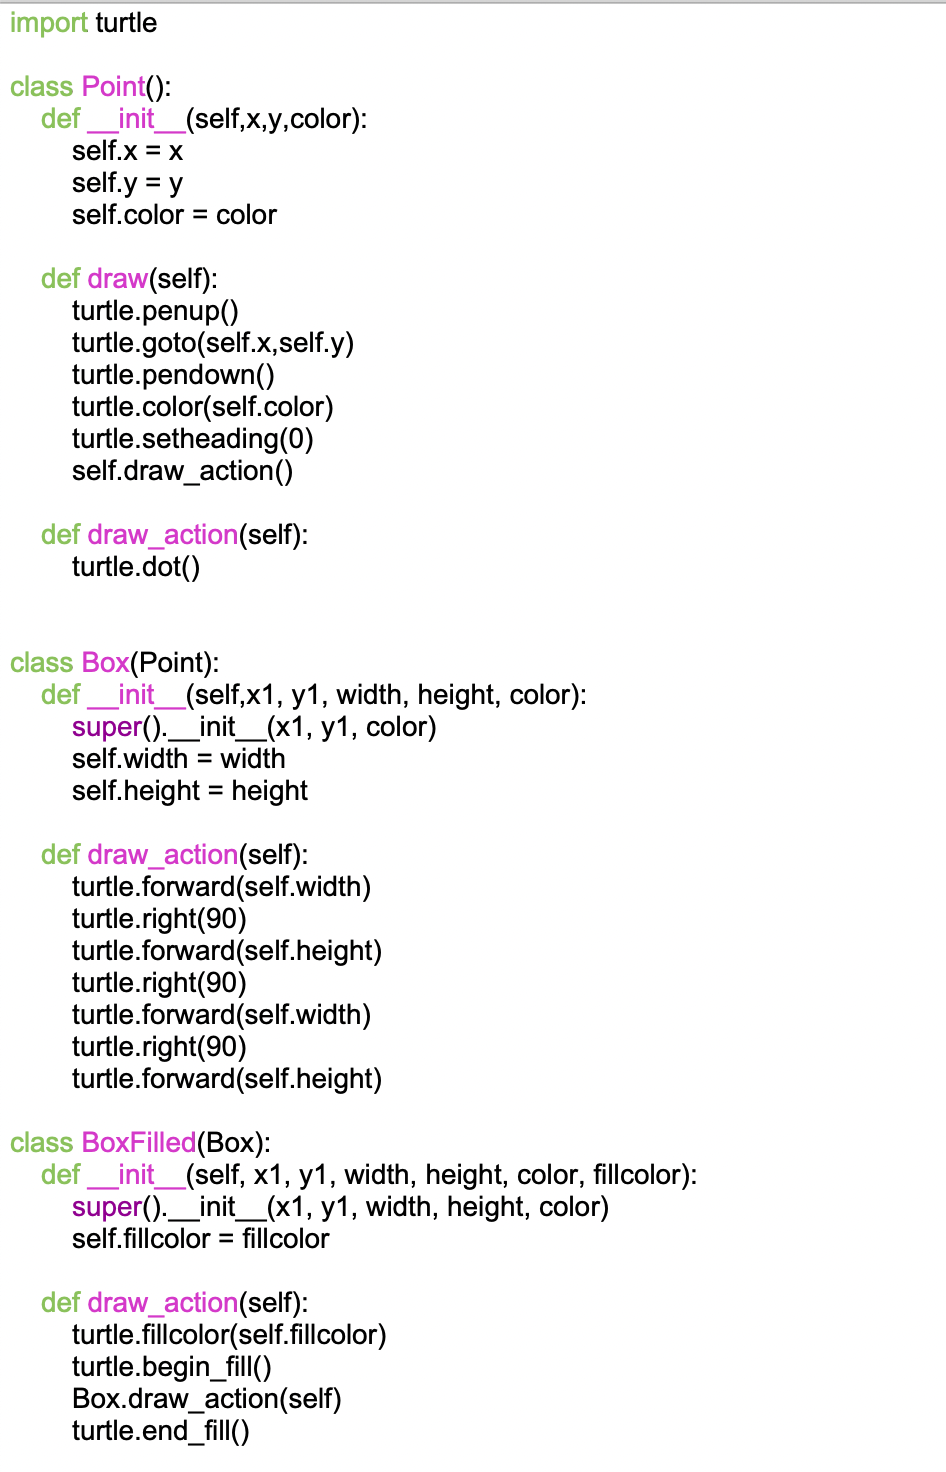 import turtle

class Point():
    def __init__(self,x,y,color):
        self.x = x
        self.y = y
        self.color = color

    def draw(self):
        turtle.penup()
        turtle.goto(self.x,self.y)
        turtle.pendown()
        turtle.color(self.color)
        turtle.setheading(0)
        self.draw_action()

    def draw_action(self):
        turtle.dot()


class Box(Point):
    def __init__(self,x1, y1, width, height, color):
        super().__init__(x1, y1, color)
        self.width = width
        self.height = height

    def draw_action(self):
        turtle.forward(self.width)
        turtle.right(90)
        turtle.forward(self.height)
        turtle.right(90)
        turtle.forward(self.width)
        turtle.right(90)
        turtle.forward(self.height)

class BoxFilled(Box):
    def __init__(self, x1, y1, width, height, color, fillcolor):
        super().__init__(x1, y1, width, height, color)
        self.fillcolor = fillcolor

    def draw_action(self):
        turtle.fillcolor(self.fillcolor)
        turtle.begin_fill()
        Box.draw_action(self)
        turtle.end_fill()